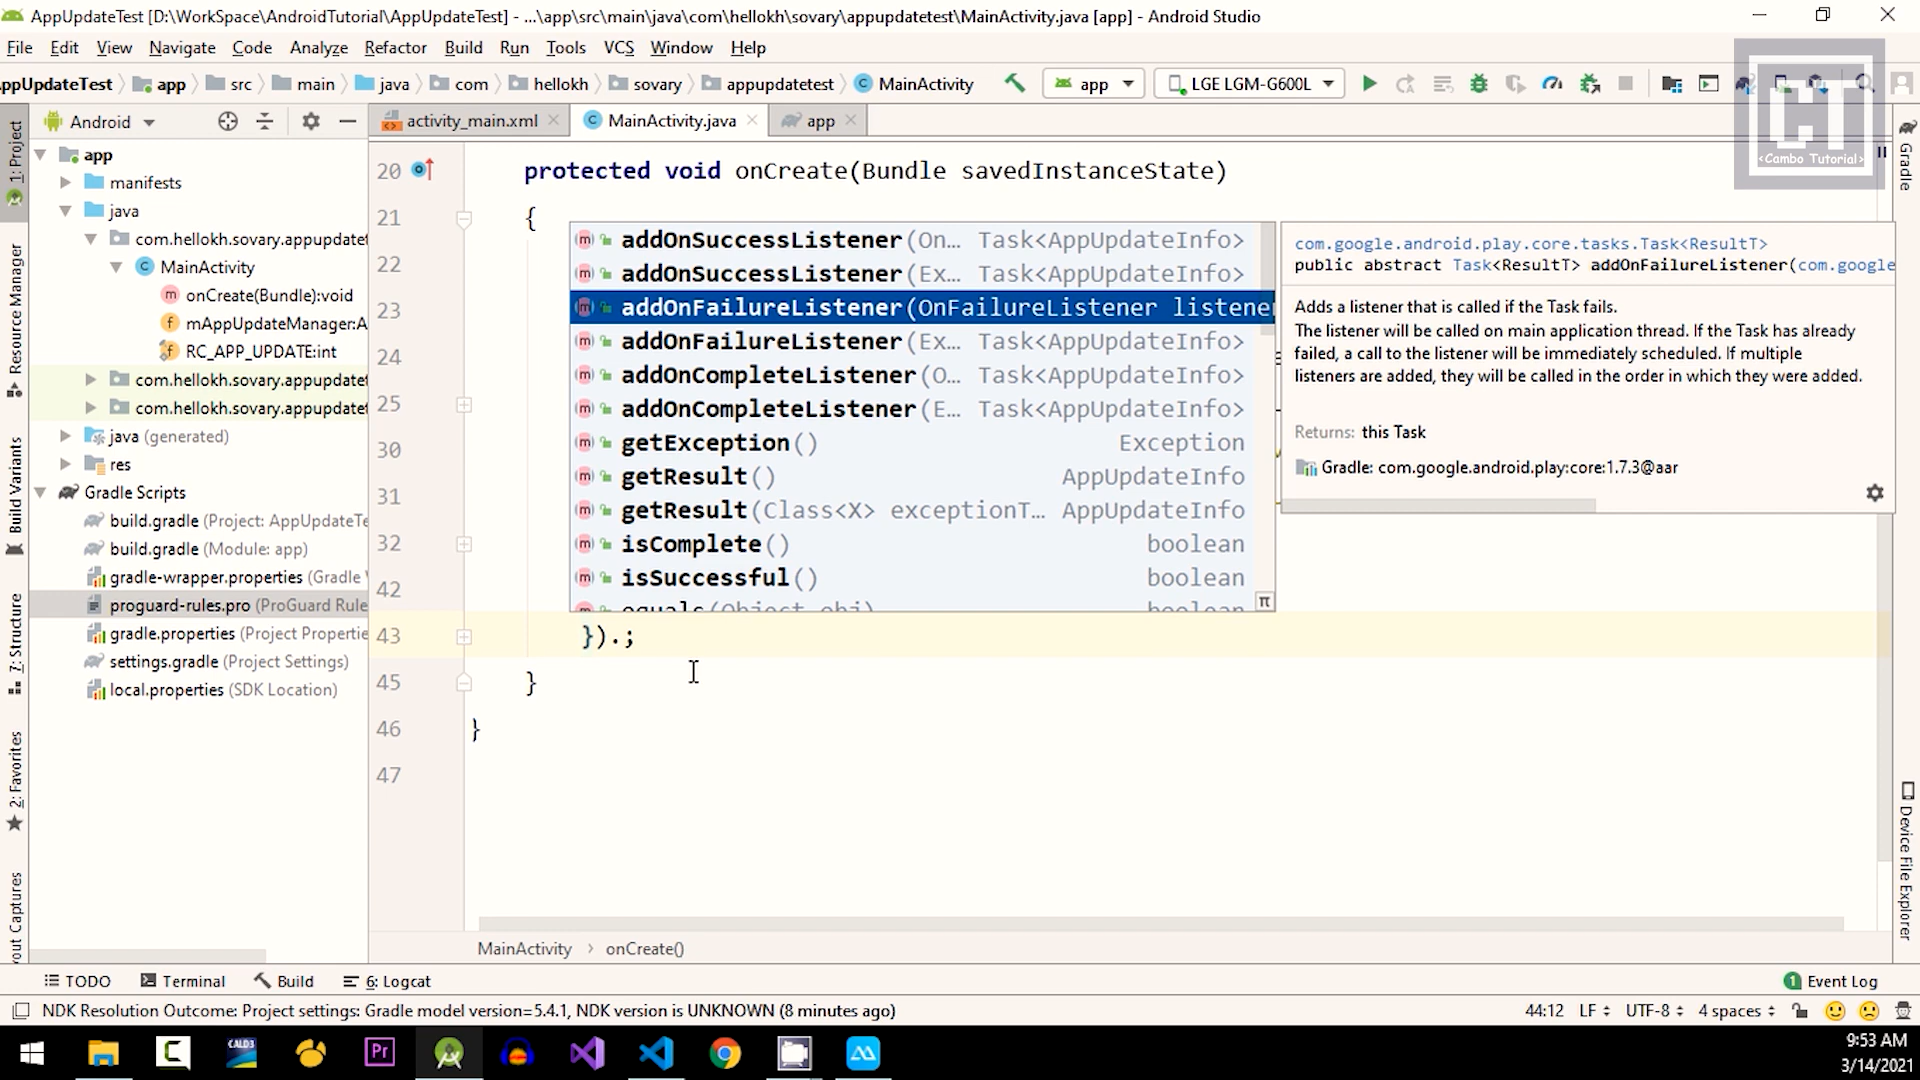 AppUpdateTest [D:\WorkSpace\AndroidTutorial\AppUpdateTest] - ...\app\src\main\java\com\hellokh\sovary\appupdatetest\MainActivity.java [app] - Android Studio
File Edit View Navigate Code Analyze Refactor Build Run Tools VCS Window Help
ppUpdateTest app src main java com hellokh sovary appupdatetest MainActivity app LGE LGM-G600L
CT
<Cambo Tutorial>
Android
activity_main.xml MainActivity.java app
1: Project
Resource Manager
Build Variants
7: Structure
2: Favorites
out Captures
app
manifests
java
com.hellokh.sovary.appupdatet
MainActivity
onCreate(Bundle):void
mAppUpdateManager:A
RC_APP_UPDATE:int
com.hellokh.sovary.appupdatet
com.hellokh.sovary.appupdatet
java (generated)
res
Gradle Scripts
build.gradle (Project: AppUpdateTe
build.gradle (Module: app)
gradle-wrapper.properties (Gradle
proguard-rules.pro (ProGuard Rule
gradle.properties (Project Propertie
settings.gradle (Project Settings)
local.properties (SDK Location)
20 protected void onCreate(Bundle savedInstanceState)
21 {
22
23
24
25
30
31
32
42
43 }).;
45 }
46 }
47
addOnSuccessListener(On… Task<AppUpdateInfo>
addOnSuccessListener(Ex… Task<AppUpdateInfo>
addOnFailureListener(OnFailureListener listene
addOnFailureListener(Ex… Task<AppUpdateInfo>
addOnCompleteListener(O… Task<AppUpdateInfo>
addOnCompleteListener(E… Task<AppUpdateInfo>
getException() Exception
getResult() AppUpdateInfo
getResult(Class<X> exceptionT… AppUpdateInfo
isComplete() boolean
isSuccessful() boolean
equals(Object obj) boolean
π
com.google.android.play.core.tasks.Task<ResultT>
public abstract Task<ResultT> addOnFailureListener(com.google
Adds a listener that is called if the Task fails.
The listener will be called on main application thread. If the Task has already
failed, a call to the listener will be immediately scheduled. If multiple
listeners are added, they will be called in the order in which they were added.
Returns: this Task
Gradle: com.google.android.play:core:1.7.3@aar
Gradle
Device File Explorer
MainActivity › onCreate()
TODO Terminal Build 6: Logcat 1 Event Log
NDK Resolution Outcome: Project settings: Gradle model version=5.4.1, NDK version is UNKNOWN (8 minutes ago) 44:12 LF UTF-8 4 spaces
CALD3
Pr
9:53 AM
3/14/2021